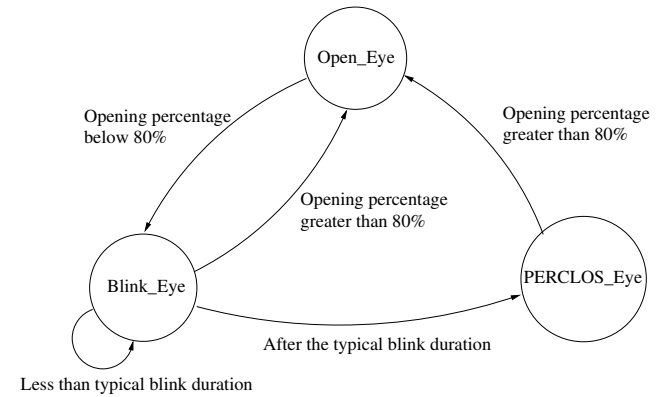 Open_Eye
Opening percentage
below 80%
Opening percentage
greater than 80%
Opening percentage
greater than 80%
Blink_Eye
PERCLOS_Eye
After the typical blink duration
Less than typical blink duration